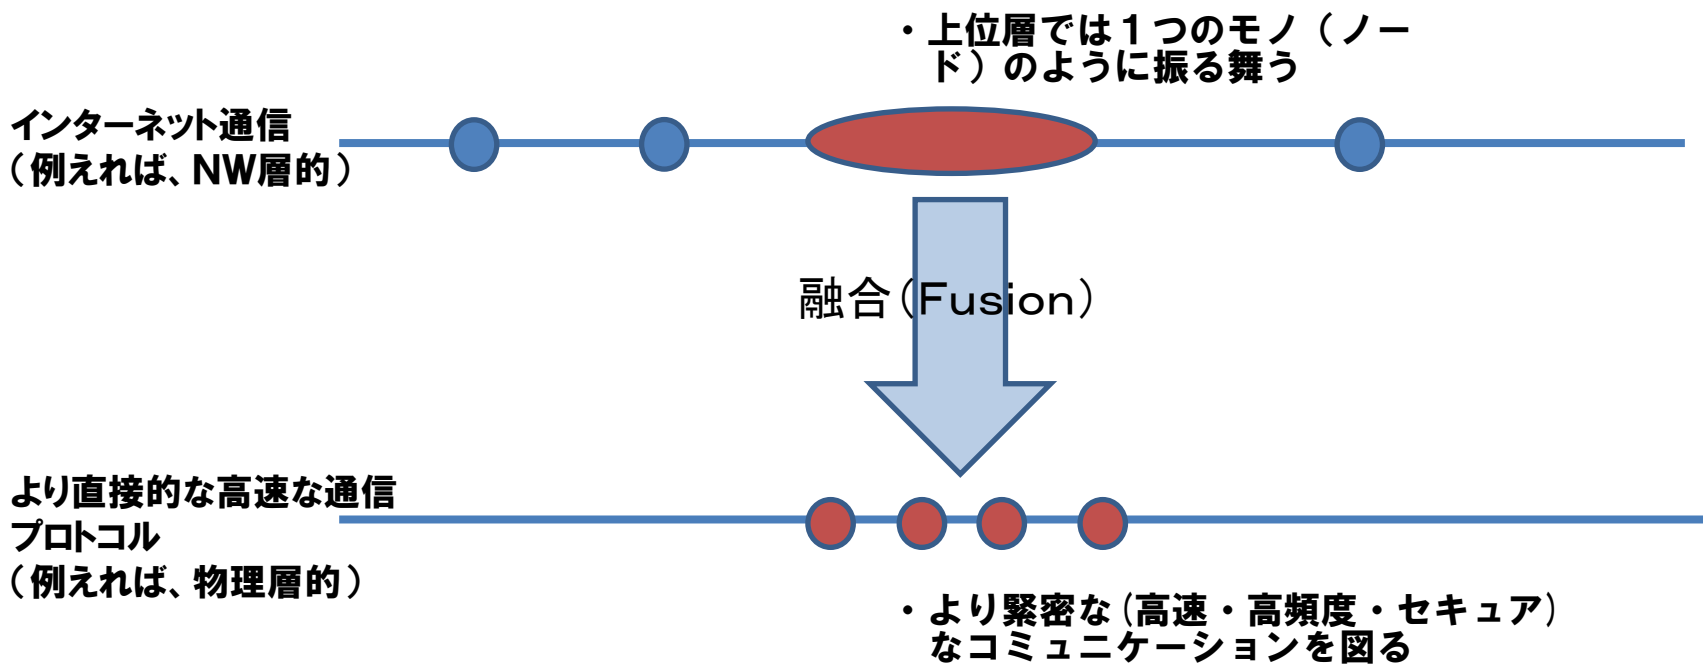 ・上位層では１つのモノ（ノー
ド）のように振る舞う
インターネット通信
（例えれば、NW層的）
融合（Fusion）
より直接的な高速な通信
プロトコル
（例えれば、物理層的）
・より緊密な（高速・高頻度・セキュア）
なコミュニケーションを図る